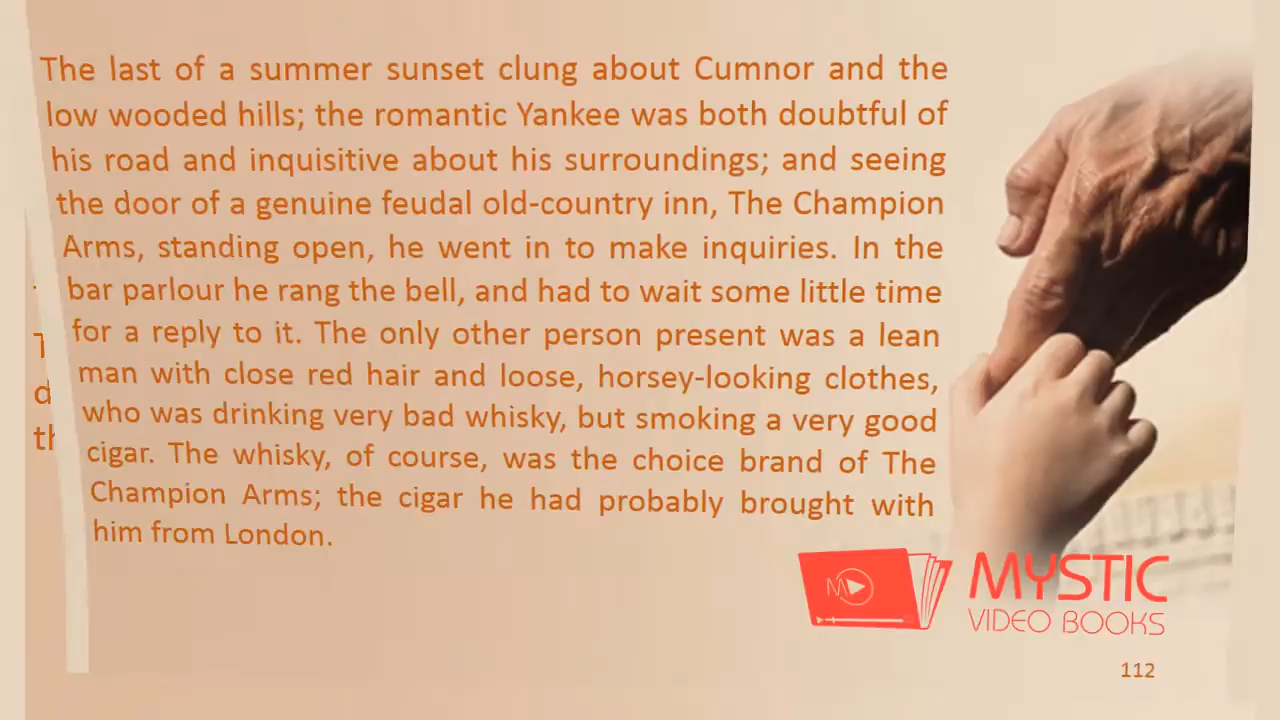 The last of a summer sunset clung about Cumnor and the
low wooded hills; the romantic Yankee was both doubtful of
his road and inquisitive about his surroundings; and seeing
the door of a genuine feudal old-country inn, The Champion
Arms, standing open, he went in to make inquiries. In the
bar parlour he rang the bell, and had to wait some little time
for a reply to it. The only other person present was a lean
man with close red hair and loose, horsey-looking clothes,
who was drinking very bad whisky, but smoking a very good
cigar. The whisky, of course, was the choice brand of The
Champion Arms; the cigar he had probably brought with
him from London.
MYSTIC
VIDEO BOOKS
112